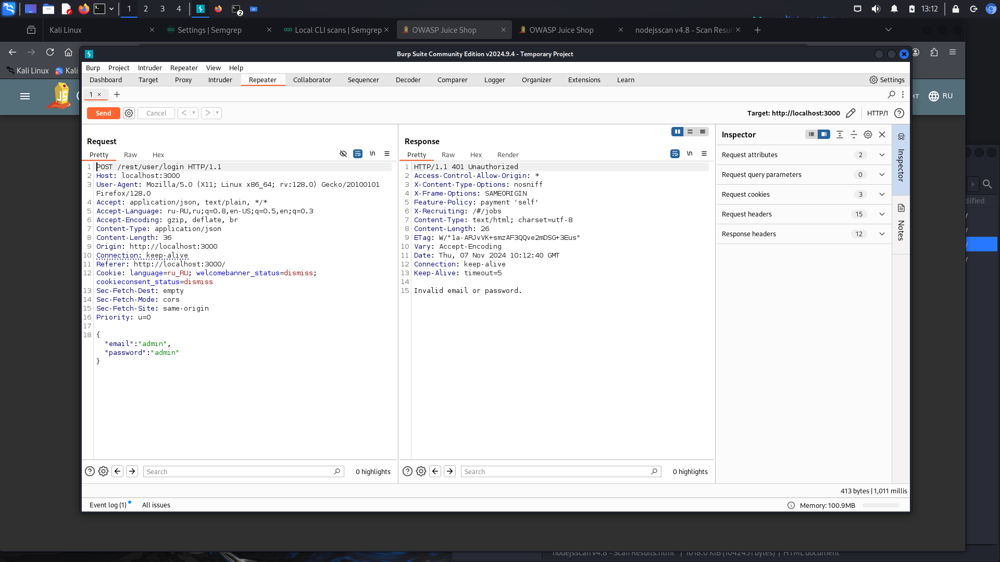 1 2 3 4 2 13:12
Kali Linux Settings | Semgrep Local CLI scans | Semgrep OWASP Juice Shop OWASP Juice Shop nodejsscan v4.8 - Scan Resul
Burp Suite Community Edition v2024.9.4 - Temporary Project
Kali Linux Kali
Burp Project Intruder Repeater View Help
Dashboard Target Proxy Intruder Repeater Collaborator Sequencer Decoder Comparer Logger Organizer Extensions Learn Settings
1 × +
RU
Send Cancel < > Target: http://localhost:3000 HTTP/1
Request
Pretty Raw Hex \n
1 POST /rest/user/login HTTP/1.1
2 Host: localhost:3000
3 User-Agent: Mozilla/5.0 (X11; Linux x86_64; rv:128.0) Gecko/20100101
Firefox/128.0
4 Accept: application/json, text/plain, */*
5 Accept-Language: ru-RU,ru;q=0.8,en-US;q=0.5,en;q=0.3
6 Accept-Encoding: gzip, deflate, br
7 Content-Type: application/json
8 Content-Length: 36
9 Origin: http://localhost:3000
10 Connection: keep-alive
11 Referer: http://localhost:3000/
12 Cookie: language=ru_RU; welcomebanner_status=dismiss;
cookieconsent_status=dismiss
13 Sec-Fetch-Dest: empty
14 Sec-Fetch-Mode: cors
15 Sec-Fetch-Site: same-origin
16 Priority: u=0
17
18 {
"email":"admin",
"password":"admin"
}
Search 0 highlights
Response
Pretty Raw Hex Render \n
1 HTTP/1.1 401 Unauthorized
2 Access-Control-Allow-Origin: *
3 X-Content-Type-Options: nosniff
4 X-Frame-Options: SAMEORIGIN
5 Feature-Policy: payment 'self'
6 X-Recruiting: /#/jobs
7 Content-Type: text/html; charset=utf-8
8 Content-Length: 26
9 ETag: W/"1a-ARJvVK+smzAF3QQve2mDSG+3Eus"
10 Vary: Accept-Encoding
11 Date: Thu, 07 Nov 2024 10:12:40 GMT
12 Connection: keep-alive
13 Keep-Alive: timeout=5
14
15 Invalid email or password.
Search 0 highlights
Inspector
Request attributes 2
Request query parameters 0
Request cookies 3
Request headers 15
Response headers 12
Inspector
Notes
dified
413 bytes | 1,011 millis
Event log (1) All issues Memory: 100.9MB
nodejsscan v4.8 - Scan Results.html | 1018.0 KiB (1042431 bytes) | HTML document